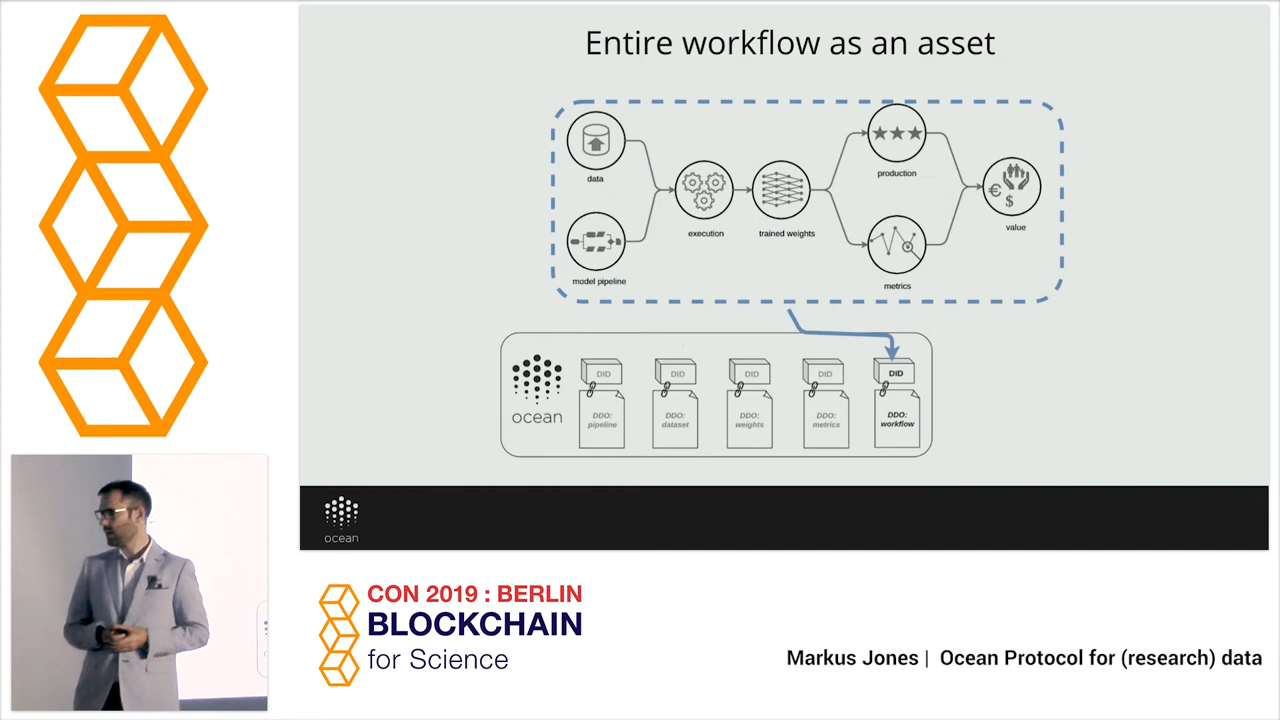 Entire workflow as an asset
data
model pipeline
execution
trained weights
production
metrics
€
$
value
ocean
DID
DID
DID
DID
DID
DDO:
pipeline
DDO:
dataset
DDO:
weights
DDO:
metrics
DDO:
workflow
ocean
CON 2019 : BERLIN
BLOCKCHAIN
for Science
Markus Jones | Ocean Protocol for (research) data